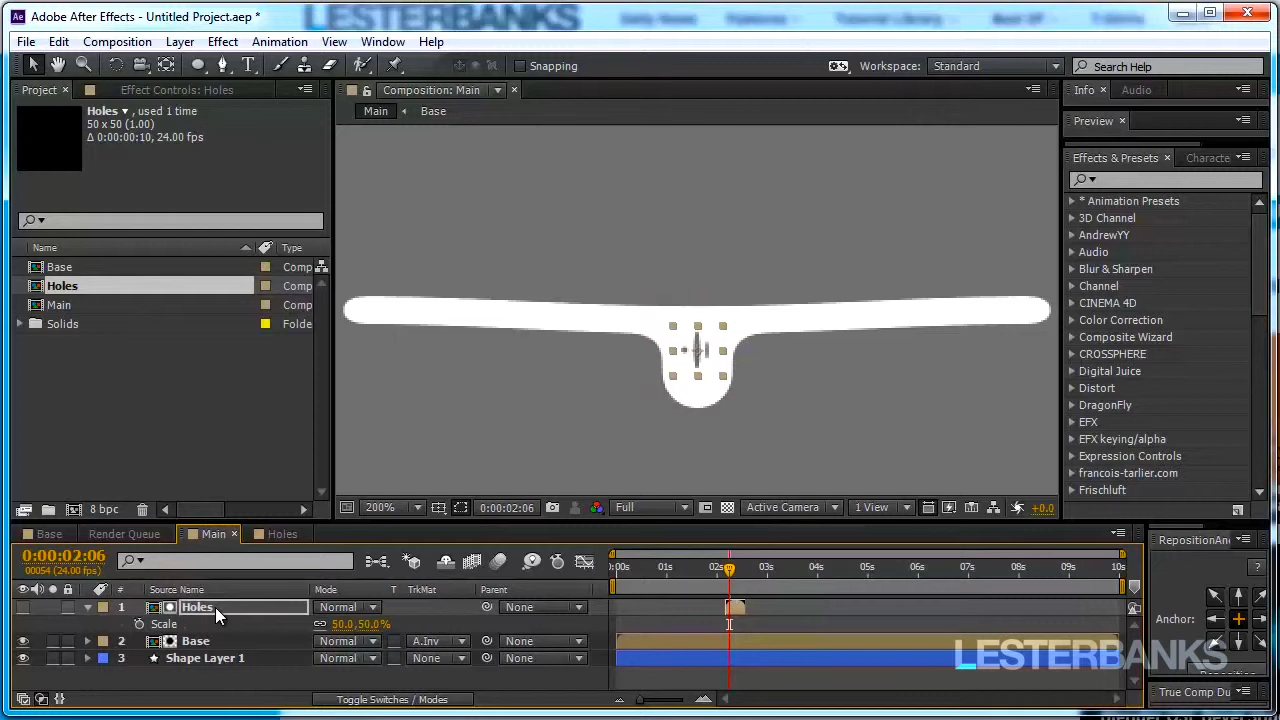 Adobe After Effects - Untitled Project.aep *
LESTERBANKS
File Edit Composition Layer Effect Animation View Window Help
Snapping
Workspace: Standard
Search Help
Project × Effect Controls: Holes
Composition: Main
Info × Audio
Holes ▼, used 1 time
50 x 50 (1.00)
Δ 0:00:00:10, 24.00 fps
Main Base
Preview ×
Effects & Presets × Characte
* Animation Presets
3D Channel
AndrewYY
Audio
Blur & Sharpen
Channel
CINEMA 4D
Color Correction
Composite Wizard
CROSSPHERE
Digital Juice
Distort
DragonFly
EFX
EFX keying/alpha
Expression Controls
francois-tarlier.com
Frischluft
Name Type
Base Comp
Holes Comp
Main Comp
Solids Folde
8 bpc
200% 0:00:02:06 Full Active Camera 1 View +0.0
Base Render Queue Main × Holes
0:00:02:06
00054 (24.00 fps)
# Source Name Mode T TrkMat Parent
0:00s 01s 02s 03s 04s 05s 06s 07s 08s 09s 10s
1 Holes Normal None
Scale 50.0,50.0%
2 Base Normal A.Inv None
3 Shape Layer 1 Normal None None
Toggle Switches / Modes
RepositionAn
?
Anchor:
True Comp Du
LESTERBANKS